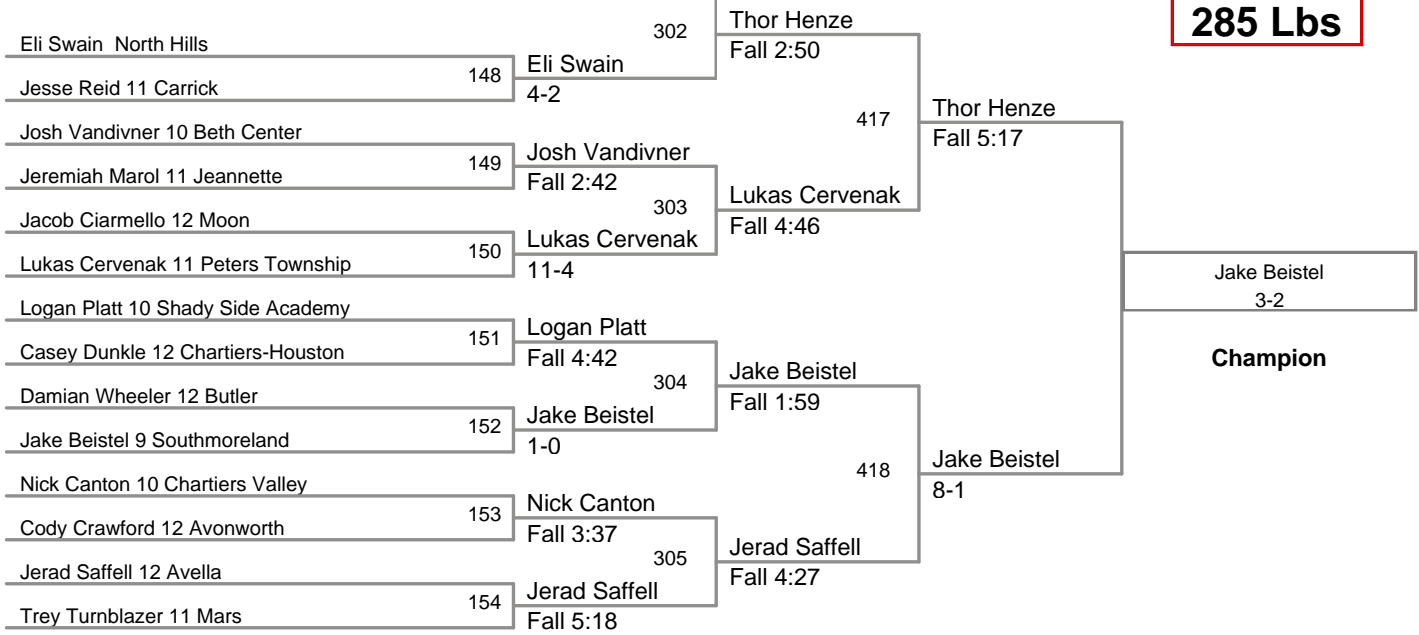 285 Lbs
Eli Swain  North Hills
Jesse Reid 11 Carrick
Josh Vandivner 10 Beth Center
Jeremiah Marol 11 Jeannette
Jacob Ciarmello 12 Moon
Lukas Cervenak 11 Peters Township
Logan Platt 10 Shady Side Academy
Casey Dunkle 12 Chartiers-Houston
Damian Wheeler 12 Butler
Jake Beistel 9 Southmoreland
Nick Canton 10 Chartiers Valley
Cody Crawford 12 Avonworth
Jerad Saffell 12 Avella
Trey Turnblazer 11 Mars
148
149
150
151
152
153
154
Eli Swain
4-2
Josh Vandivner
Fall 2:42
Lukas Cervenak
11-4
Logan Platt
Fall 4:42
Jake Beistel
1-0
Nick Canton
Fall 3:37
Jerad Saffell
Fall 5:18
302
303
304
305
Thor Henze
Fall 2:50
Lukas Cervenak
Fall 4:46
Jake Beistel
Fall 1:59
Jerad Saffell
Fall 4:27
417
418
Thor Henze
Fall 5:17
Jake Beistel
8-1
Jake Beistel
3-2
Champion